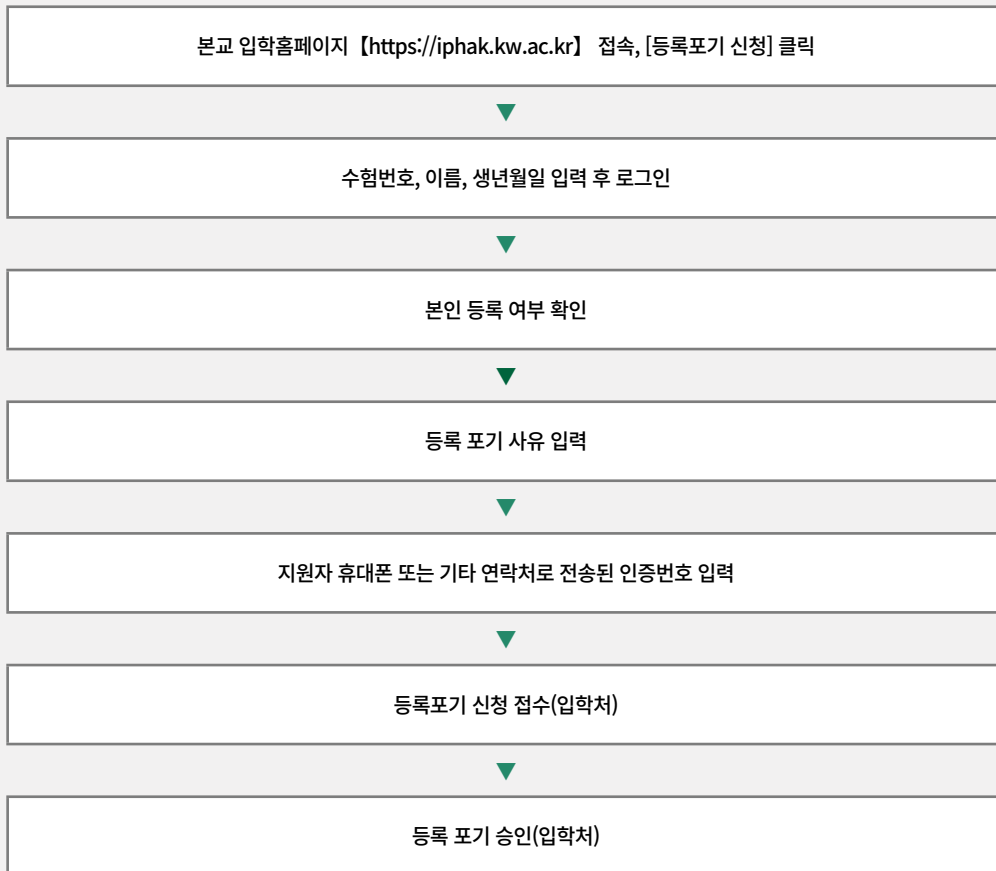 본교 입학홈페이지【https://iphak.kw.ac.kr】 접속, [등록포기 신청] 클릭
수험번호, 이름, 생년월일 입력 후 로그인
본인 등록 여부 확인
등록 포기 사유 입력
지원자 휴대폰 또는 기타 연락처로 전송된 인증번호 입력
등록포기 신청 접수(입학처)
등록 포기 승인(입학처)